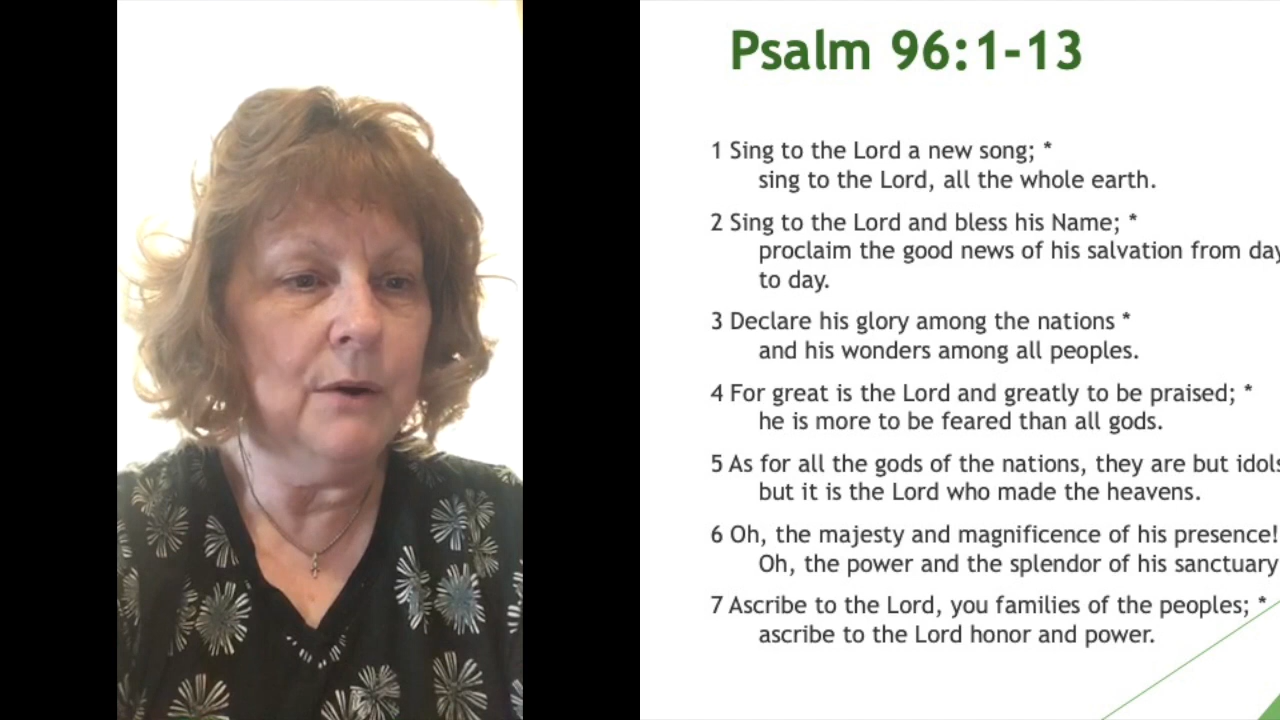 Psalm 96:1-13
1 Sing to the Lord a new song; *
sing to the Lord, all the whole earth.
2 Sing to the Lord and bless his Name; *
proclaim the good news of his salvation from day
to day.
3 Declare his glory among the nations *
and his wonders among all peoples.
4 For great is the Lord and greatly to be praised; *
he is more to be feared than all gods.
5 As for all the gods of the nations, they are but idols
but it is the Lord who made the heavens.
6 Oh, the majesty and magnificence of his presence!
Oh, the power and the splendor of his sanctuary
7 Ascribe to the Lord, you families of the peoples; *
ascribe to the Lord honor and power.